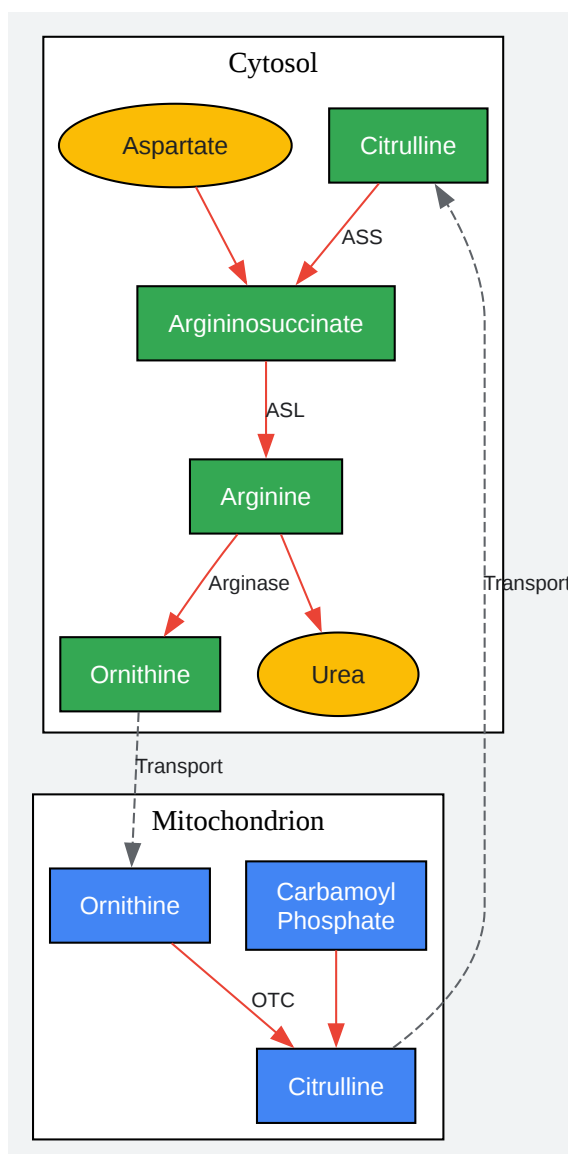 Cytosol
Aspartate
Citrulline
ASS
Argininosuccinate
ASL
Arginine
Arginase
Transport
Ornithine
Urea
Transport
Mitochondrion
Ornithine
Carbamoyl
Phosphate
OTC
Citrulline